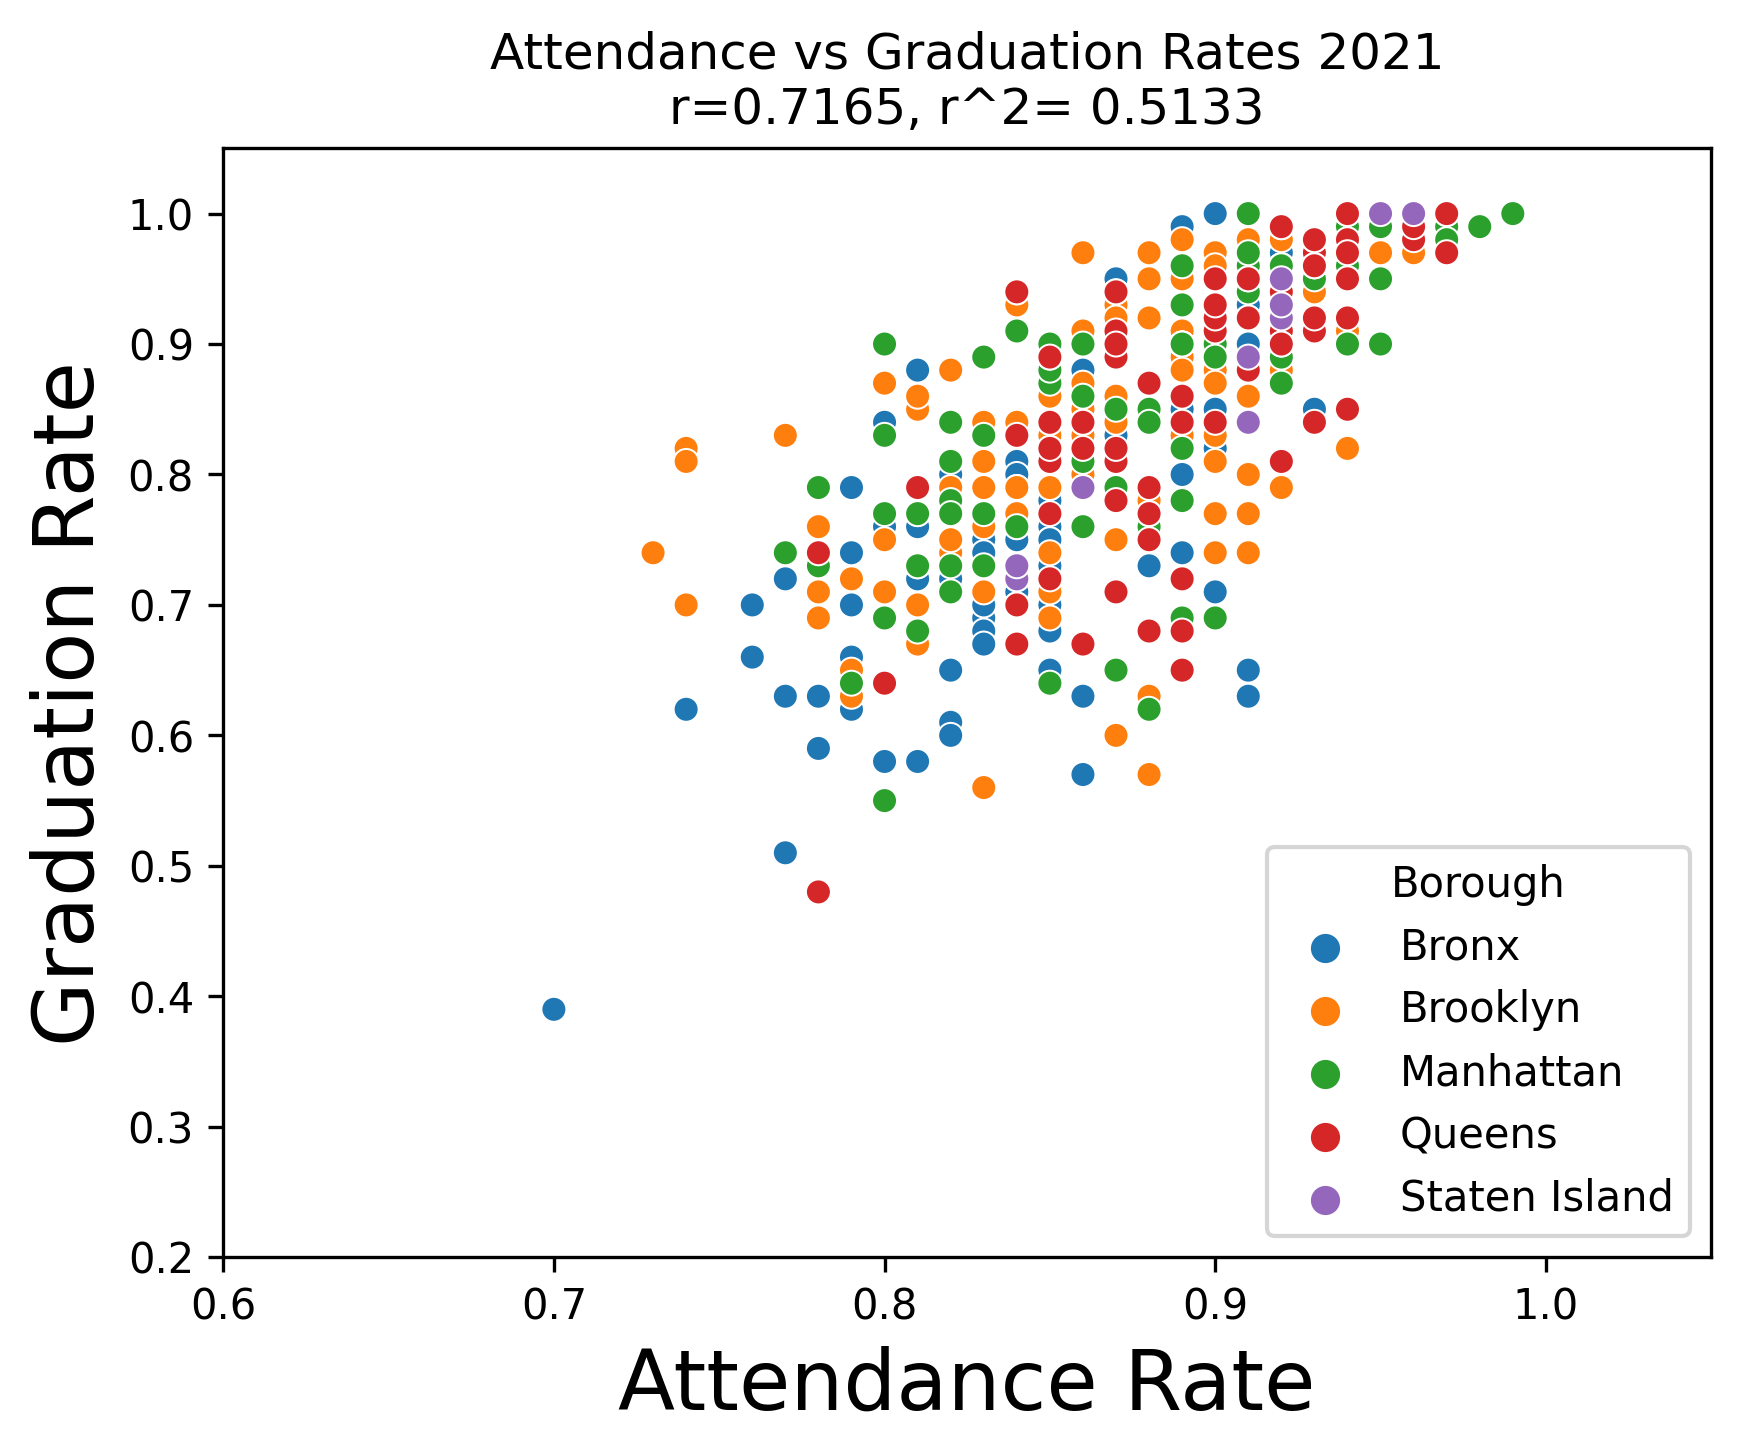 Attendance vs Graduation Rates 2021
r=0.7165, r^2= 0.5133
Graduation Rate
1.0
0.9
0.8
0.7
0.6
0.5
0.4
0.3
0.2
0.6 0.7 0.8 0.9 1.0
Attendance Rate
Borough
Bronx
Brooklyn
Manhattan
Queens
Staten Island